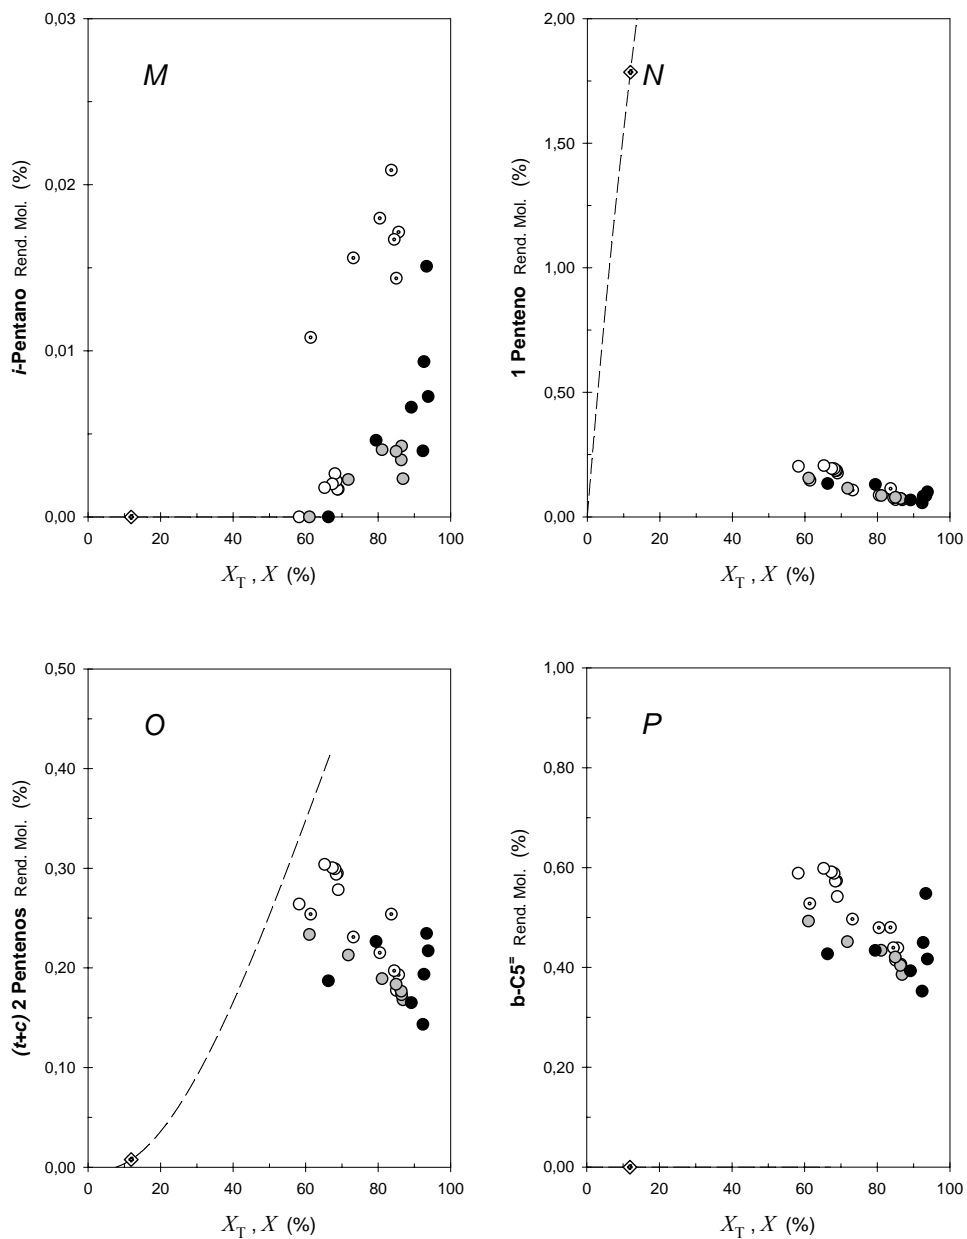 M
0,03
0,02
0,01
0,00
i-Pentano Rend. Mol. (%)
0 20 40 60 80 100
X_T , X (%)
N
2,00
1,50
1,00
0,50
0,00
1 Penteno Rend. Mol. (%)
0 20 40 60 80 100
X_T , X (%)
O
0,50
0,40
0,30
0,20
0,10
0,00
(t+c) 2 Pentenos Rend. Mol. (%)
0 20 40 60 80 100
X_T , X (%)
P
1,00
0,80
0,60
0,40
0,20
0,00
b-C5⁼ Rend. Mol. (%)
0 20 40 60 80 100
X_T , X (%)